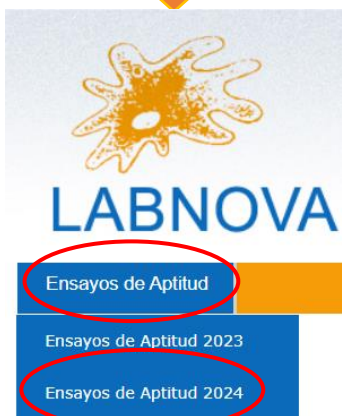 LABNOVA
Ensayos de Aptitud
Ensayos de Aptitud 2023
Ensayos de Aptitud 2024